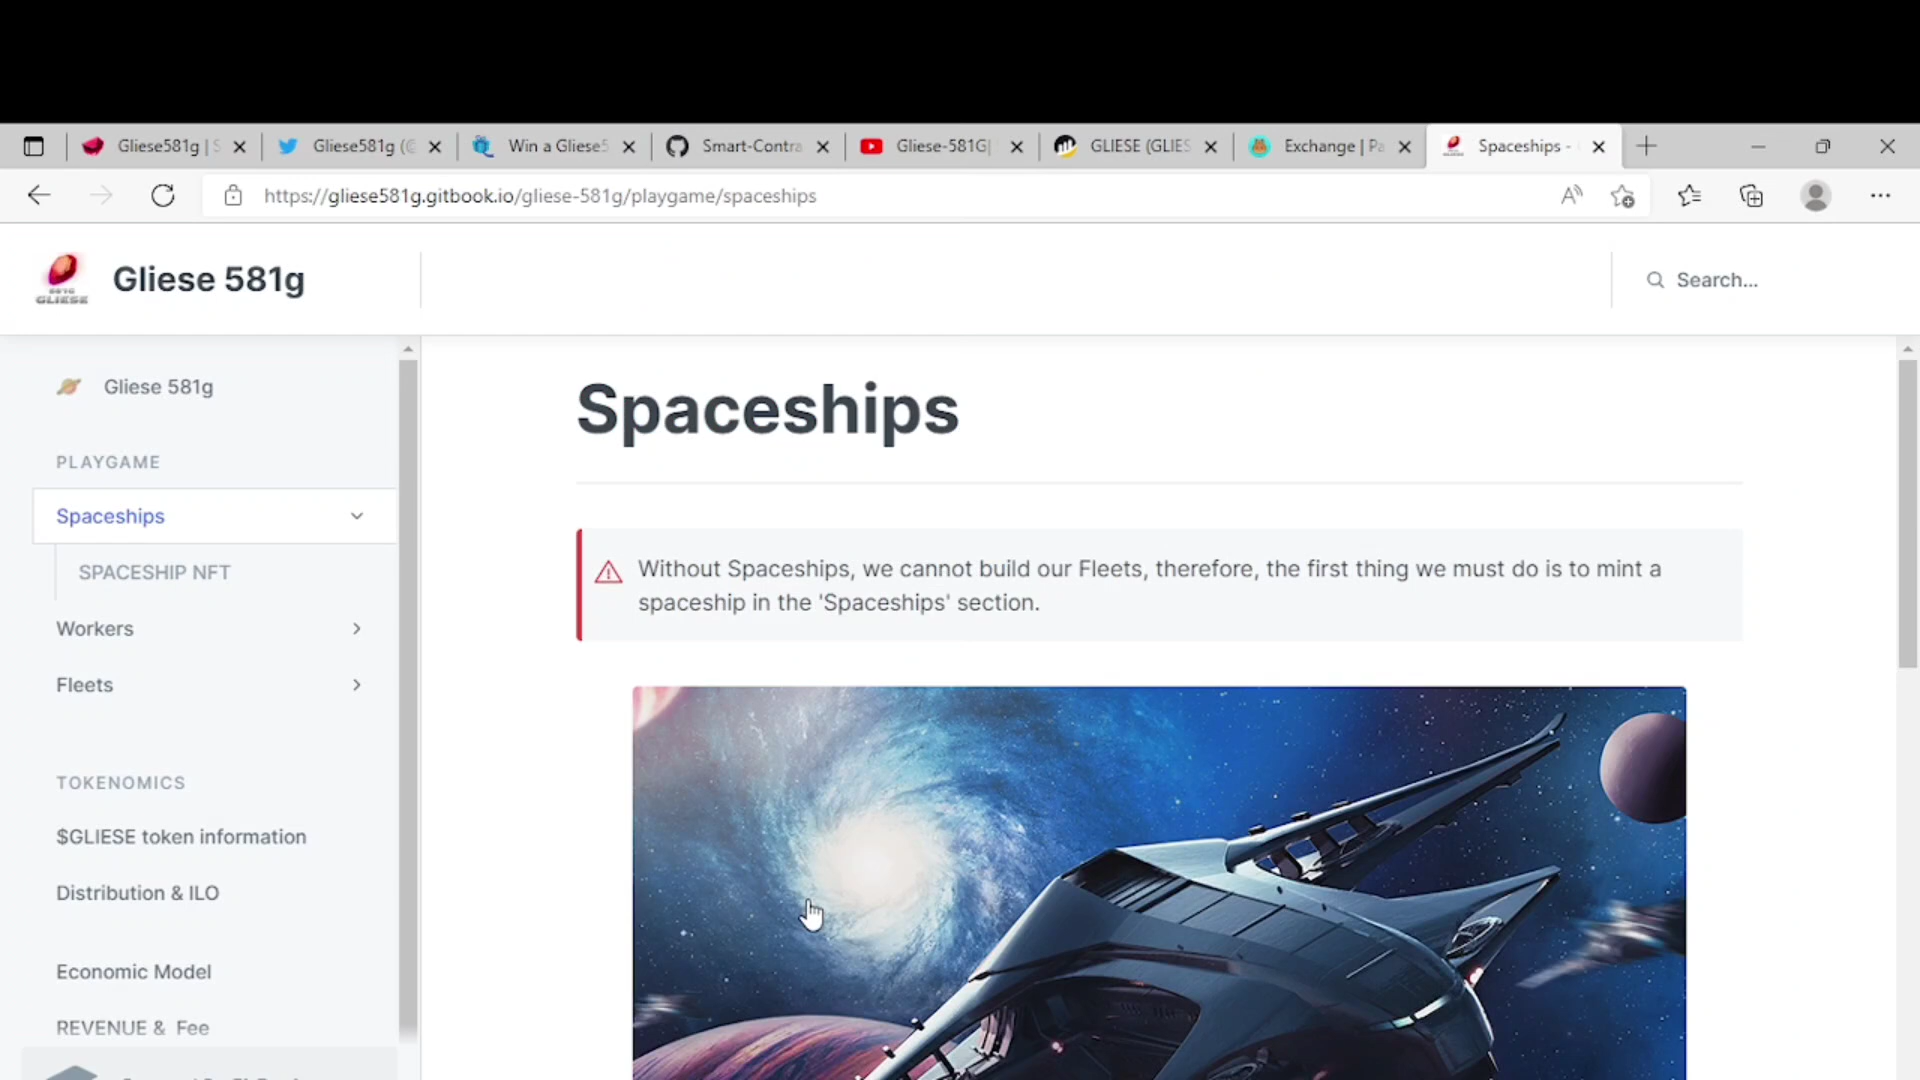 Gliese581g | S
Gliese581g (@
Win a Gliese5
Smart-Contra
Gliese-581G|
GLIESE (GLIES
Exchange | Pa
Spaceships -
https://gliese581g.gitbook.io/gliese-581g/playgame/spaceships
GLIESE
Gliese 581g
Search...
Gliese 581g
PLAYGAME
Spaceships
SPACESHIP NFT
Workers
Fleets
TOKENOMICS
$GLIESE token information
Distribution & ILO
Economic Model
REVENUE & Fee
Spaceships
Without Spaceships, we cannot build our Fleets, therefore, the first thing we must do is to mint a
spaceship in the 'Spaceships' section.